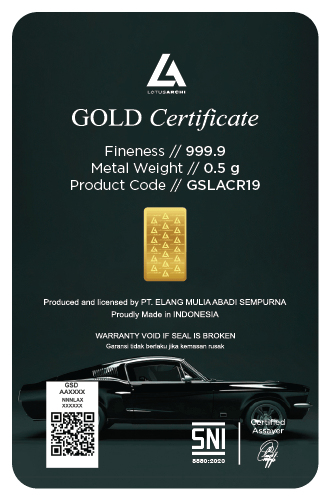 LOTUSARCHI
GOLD Certificate
Fineness // 999.9
Metal Weight // 0.5 g
Product Code // GSLACR19
Produced and licensed by PT. ELANG MULIA ABADI SEMPURNA
Proudly Made in INDONESIA
WARRANTY VOID IF SEAL IS BROKEN
Garansi tidak berlaku jika kemasan rusak
GSD
AAXXXX
NNNLAX
XXXXXX
SNI
8880:2020
Certified
Assayer